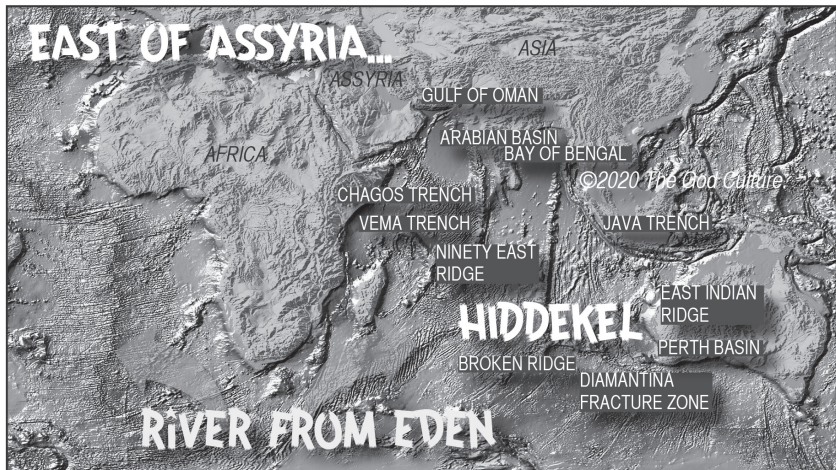 EAST OF ASSYRIA...
ASIA
ASSYRIA
GULF OF OMAN
ARABIAN BASIN
BAY OF BENGAL
AFRICA
©2020 The God Culture.
CHAGOS TRENCH
VEMA TRENCH
JAVA TRENCH
NINETY EAST
RIDGE
EAST INDIAN
RIDGE
HIDDEKEL
PERTH BASIN
BROKEN RIDGE
DIAMANTINA
FRACTURE ZONE
RIVER FROM EDEN